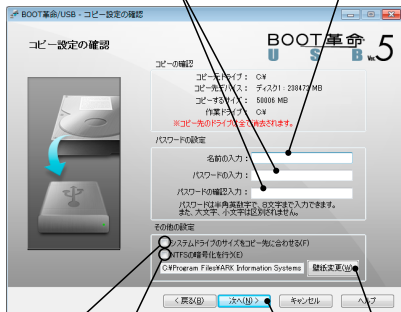 BOOT革命/USB - コピー設定の確認
コピー設定の確認
BOOT革命
USB Ver.5
コピーの確認
コピー元ドライブ： C:¥
コピー先デバイス： ディスク1 : 238472 MB
コピーするサイズ： 50006 MB
作業ドライブ： C:¥
※コピー先のドライブは全て消去されます。
パスワードの設定
名前の入力：
パスワードの入力：
パスワードの確認入力：
パスワードは半角英数字で、8文字まで入力できます。
また、大文字、小文字は区別されません。
その他の設定
システムドライブのサイズをコピー先に合わせる(F)
NTFSの暗号化を行う(E)
C:¥Program Files¥ARX Information Systems
壁紙変更(W)
< 戻る(B)
次へ(N) >
キャンセル
ヘルプ